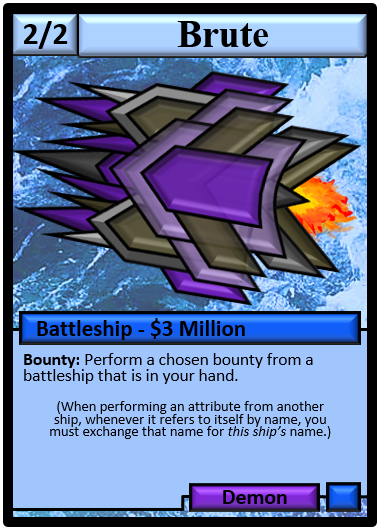 2/2 Brute
Battleship - $3 Million
Bounty: Perform a chosen bounty from a
battleship that is in your hand.
(When performing an attribute from another
ship, whenever it refers to itself by name, you
must exchange that name for this ship's name.)
Demon